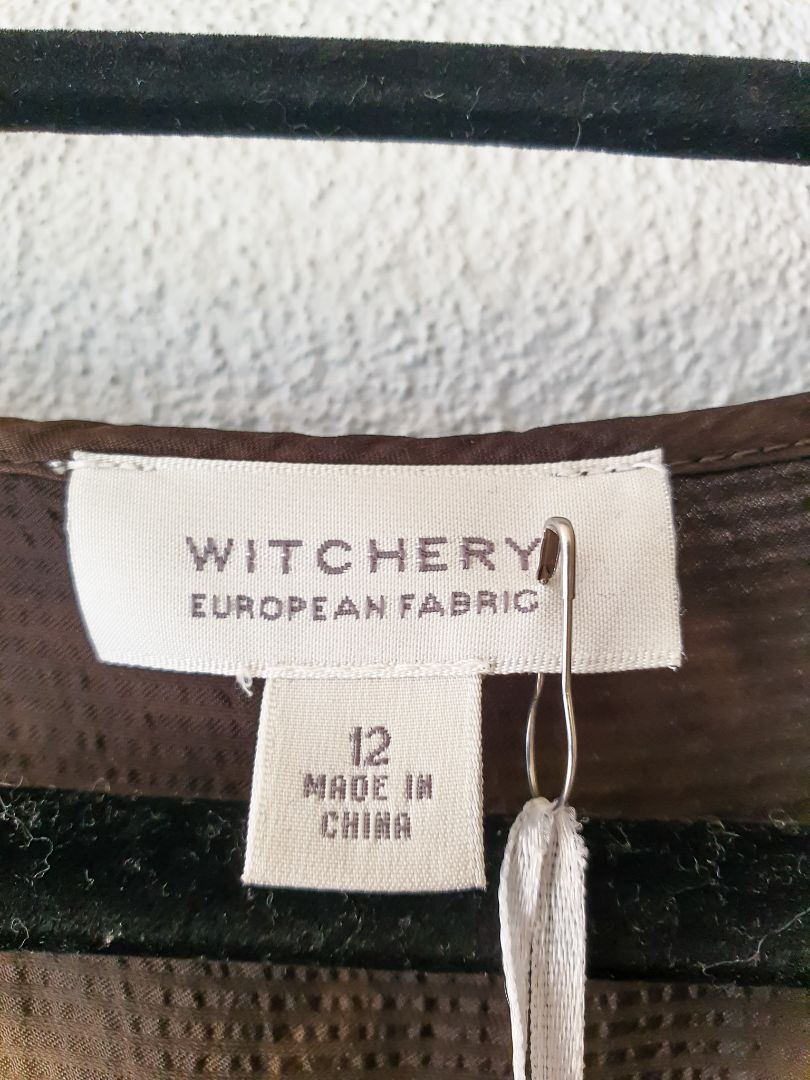 WITCHERY
EUROPEAN FABRIC
12
MADE IN
CHINA